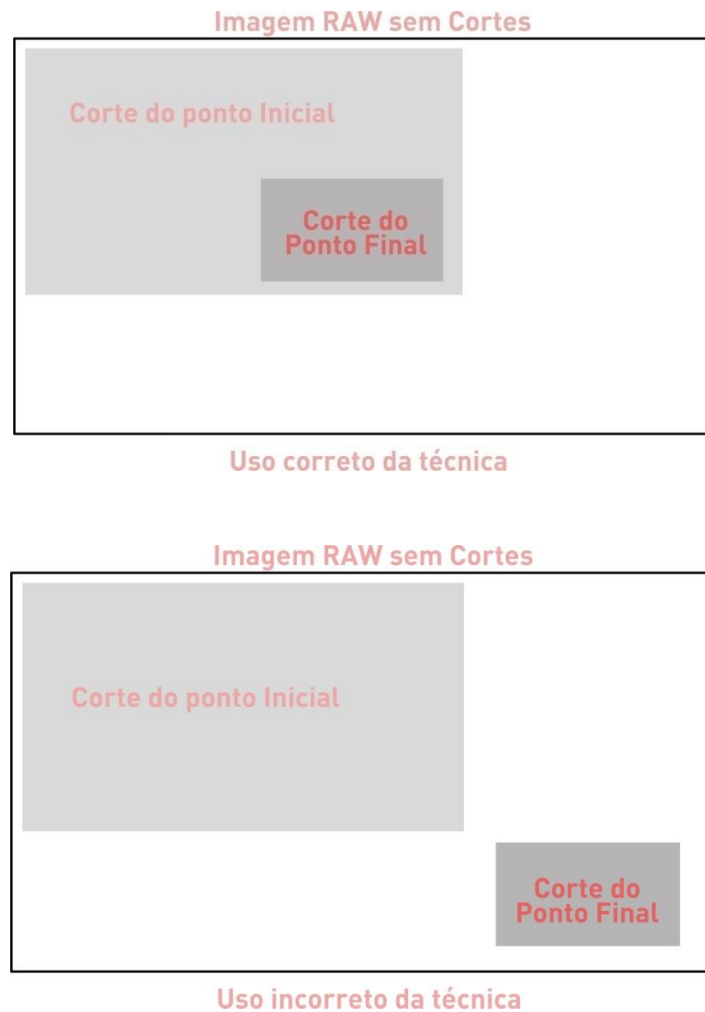 Imagem RAW sem Cortes
Corte do ponto Inicial
Corte do
Ponto Final
Uso correto da técnica
Imagem RAW sem Cortes
Corte do ponto Inicial
Corte do
Ponto Final
Uso incorreto da técnica